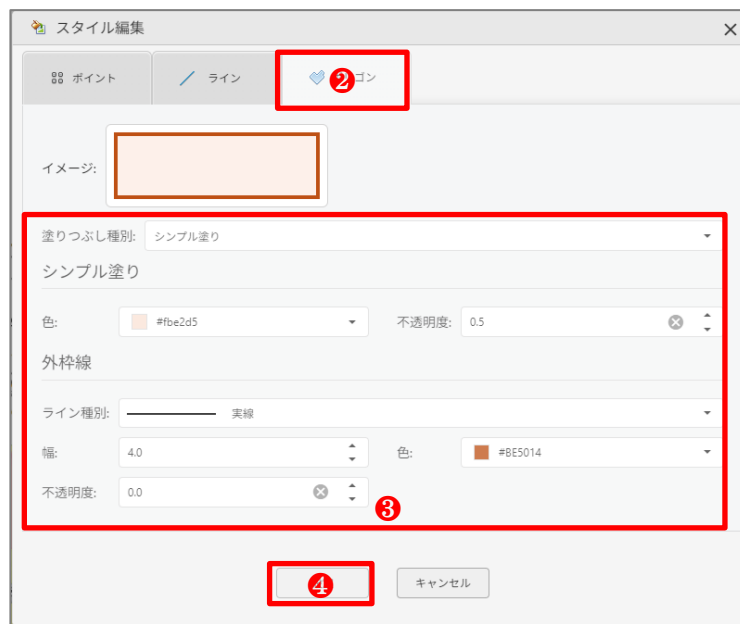 スタイル編集
ポイント ライン ❷ ゴン
イメージ:
塗りつぶし種別: シンプル塗り
シンプル塗り
色: #fbe2d5 不透明度: 0.5
外枠線
ライン種別: 実線
幅: 4.0 色: #BE5014
不透明度: 0.0
❸
❹ キャンセル